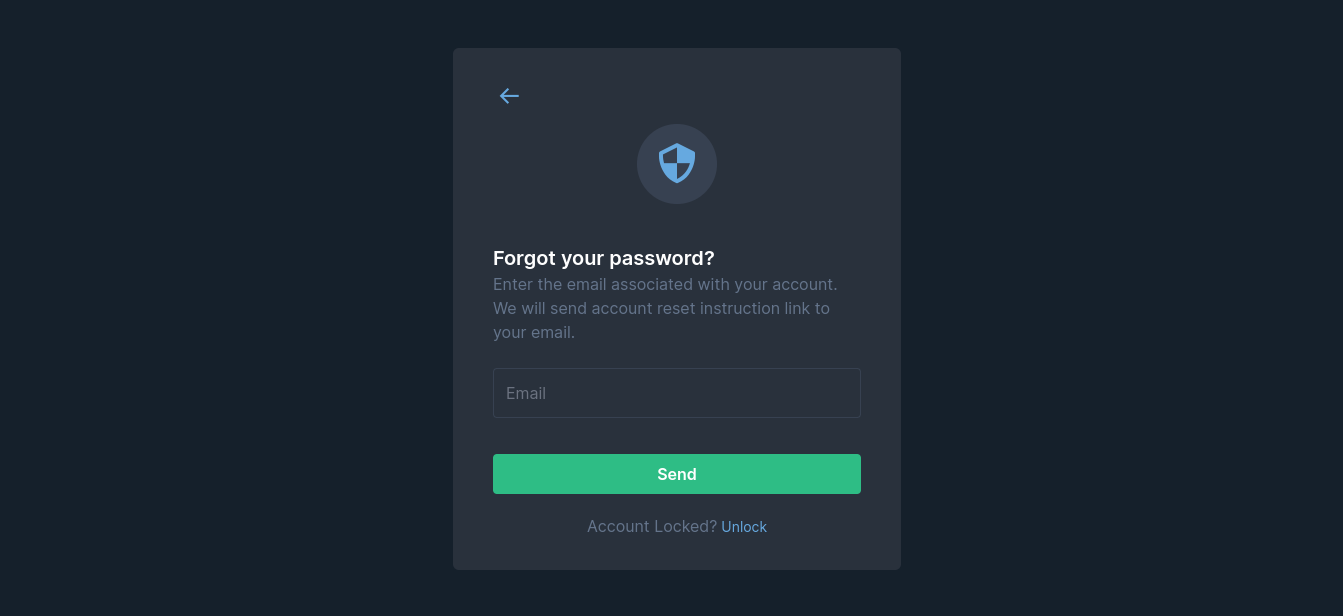 Forgot your password?
Enter the email associated with your account.
We will send account reset instruction link to
your email.
Email
Send
Account Locked? Unlock